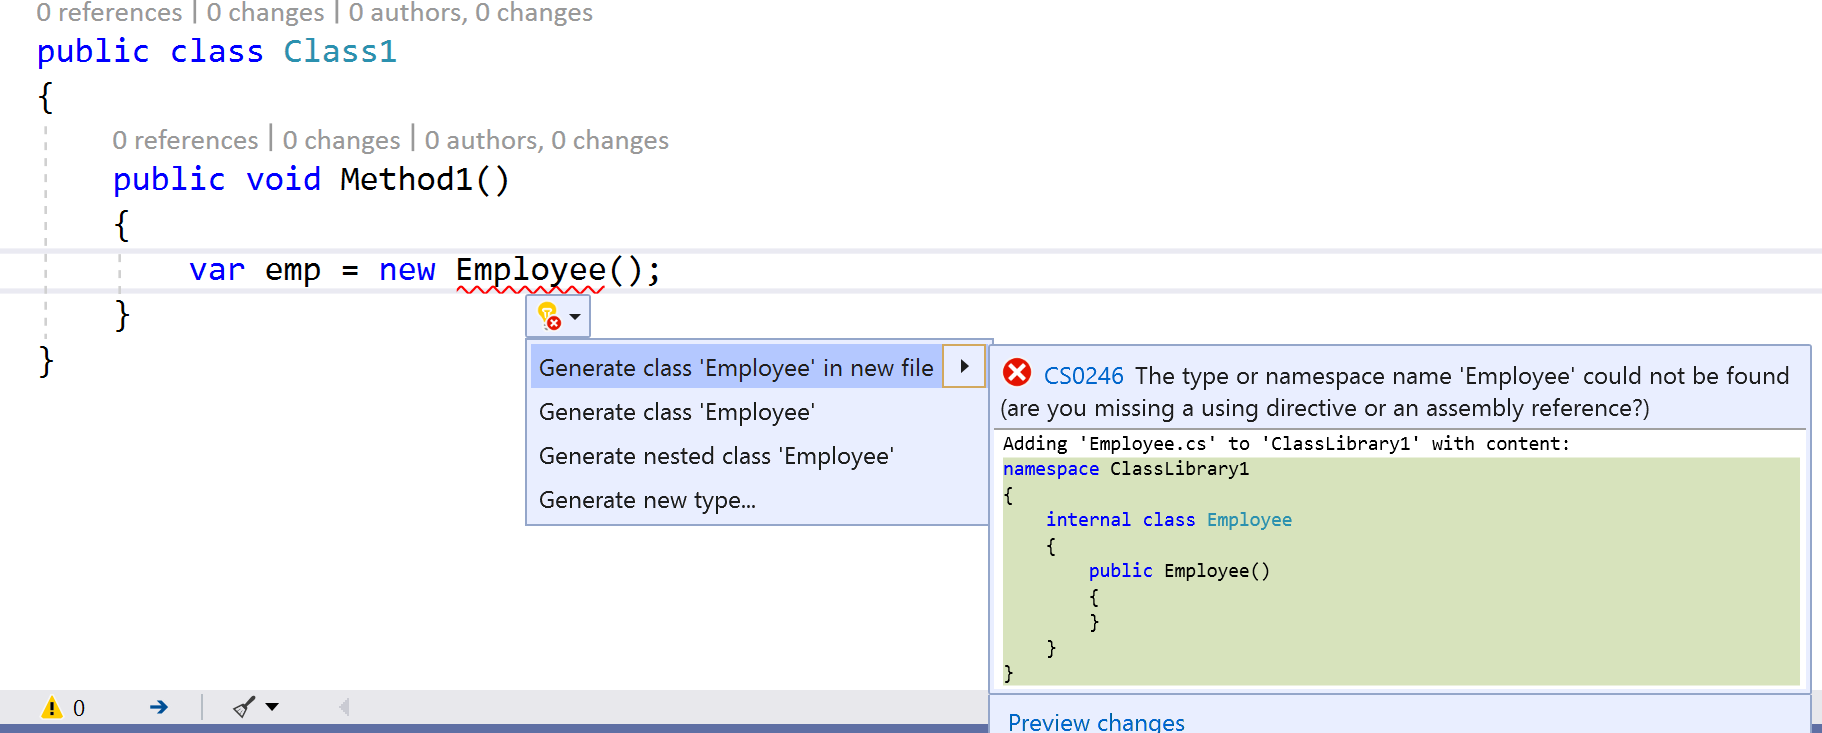 0 references | 0 changes | 0 authors, 0 changes
public class Class1
{
0 references | 0 changes | 0 authors, 0 changes
public void Method1()
{
var emp = new Employee();
}
}
Generate class 'Employee' in new file
Generate class 'Employee'
Generate nested class 'Employee'
Generate new type...
CS0246 The type or namespace name 'Employee' could not be found
(are you missing a using directive or an assembly reference?)
Adding 'Employee.cs' to 'ClassLibrary1' with content:
namespace ClassLibrary1
{
internal class Employee
{
public Employee()
{
}
}
}
Preview changes
0